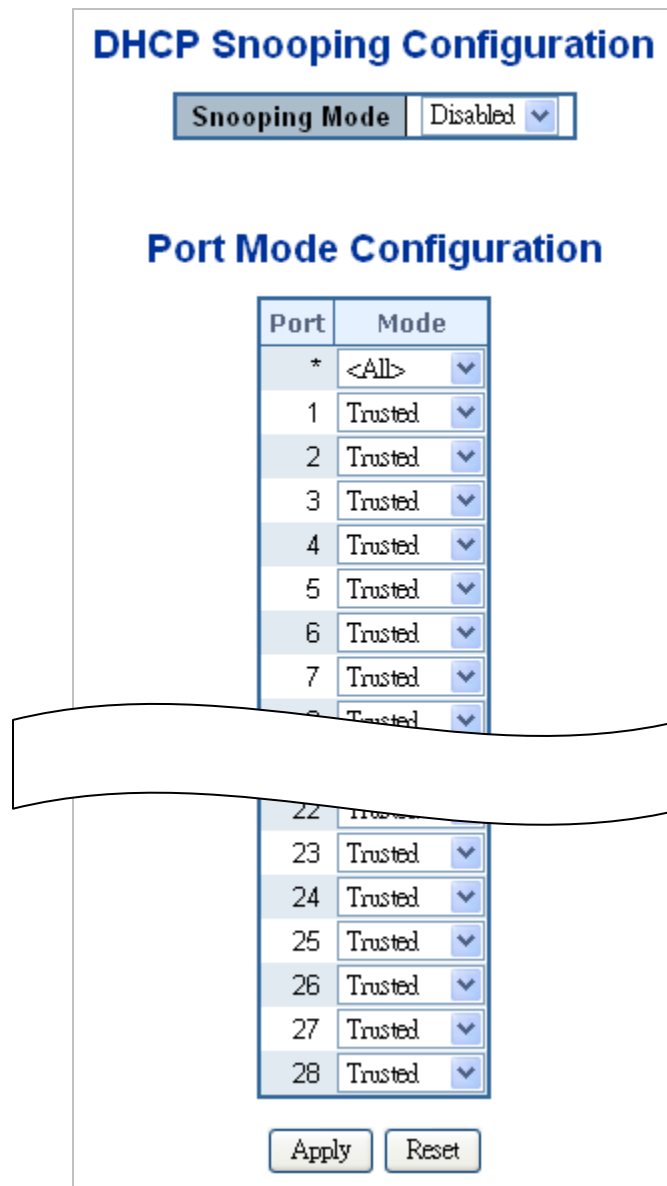 DHCP Snooping Configuration
Snooping Mode Disabled
Port Mode Configuration
Port Mode
* <All>
1 Trusted
2 Trusted
3 Trusted
4 Trusted
5 Trusted
6 Trusted
7 Trusted
Trusted
22
23 Trusted
24 Trusted
25 Trusted
26 Trusted
27 Trusted
28 Trusted
Apply Reset